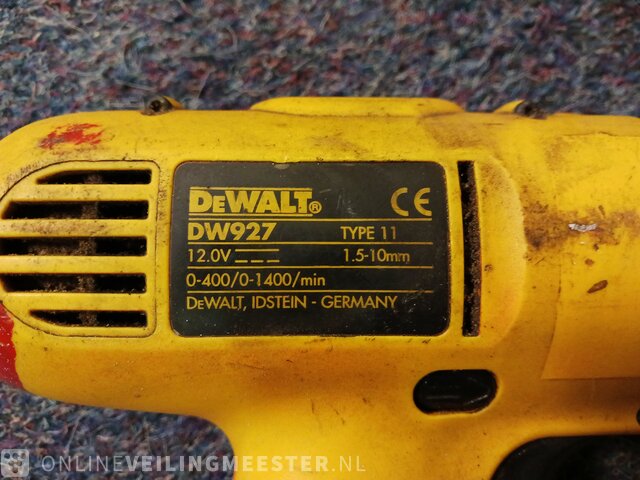 DEWALT® CE
DW927 TYPE 11
12.0V 1.5-10mm
0-400/0-1400/min
DEWALT, IDSTEIN - GERMANY
ONLINEVEILINGMEESTER.NL